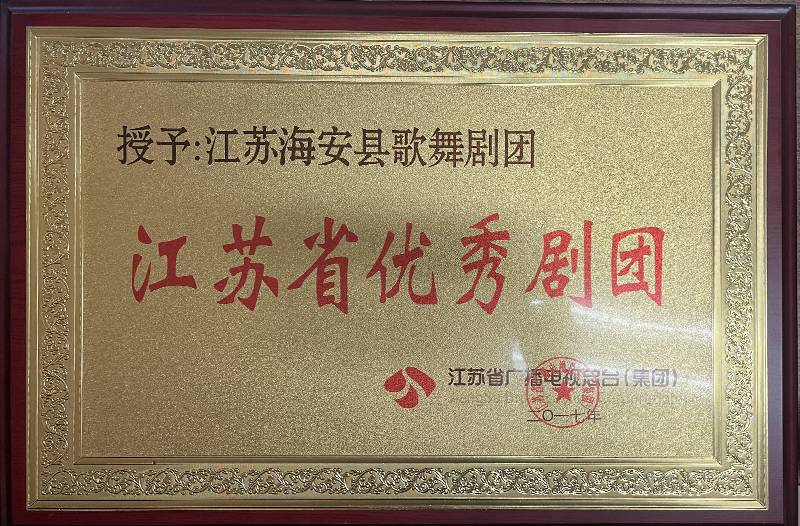 授予:江苏海安县歌舞剧团
江苏省优秀剧团
江苏省广播电视总台(集团)
二〇一七年